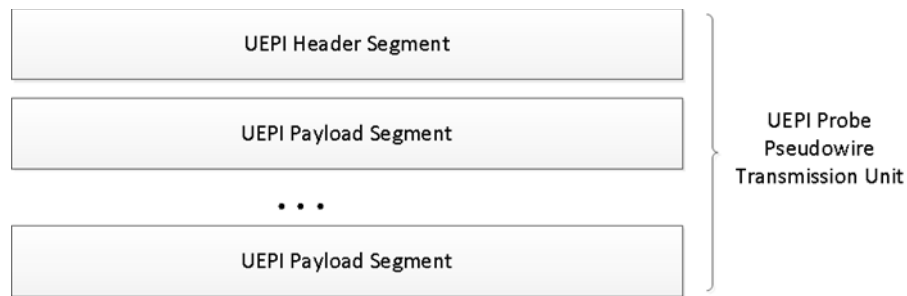 UEPI Header Segment
UEPI Payload Segment
• • •
UEPI Payload Segment
UEPI Probe
Pseudowire
Transmission Unit